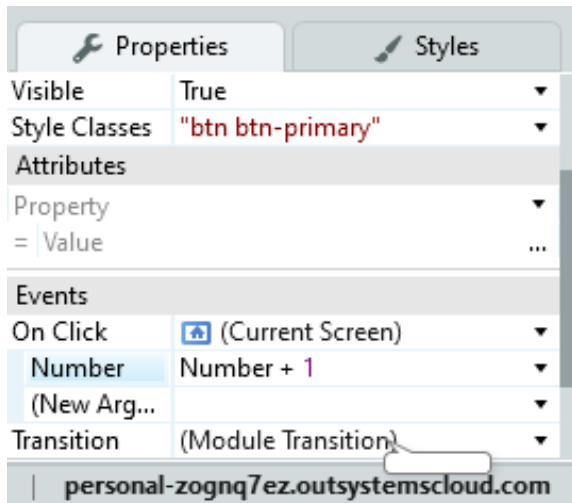 Properties Styles
Visible True
Style Classes "btn btn-primary"
Attributes
Property
= Value ...
Events
On Click (Current Screen)
Number Number + 1
(New Arg...
Transition (Module Transition)
| personal-zognq7ez.outsystemscloud.com